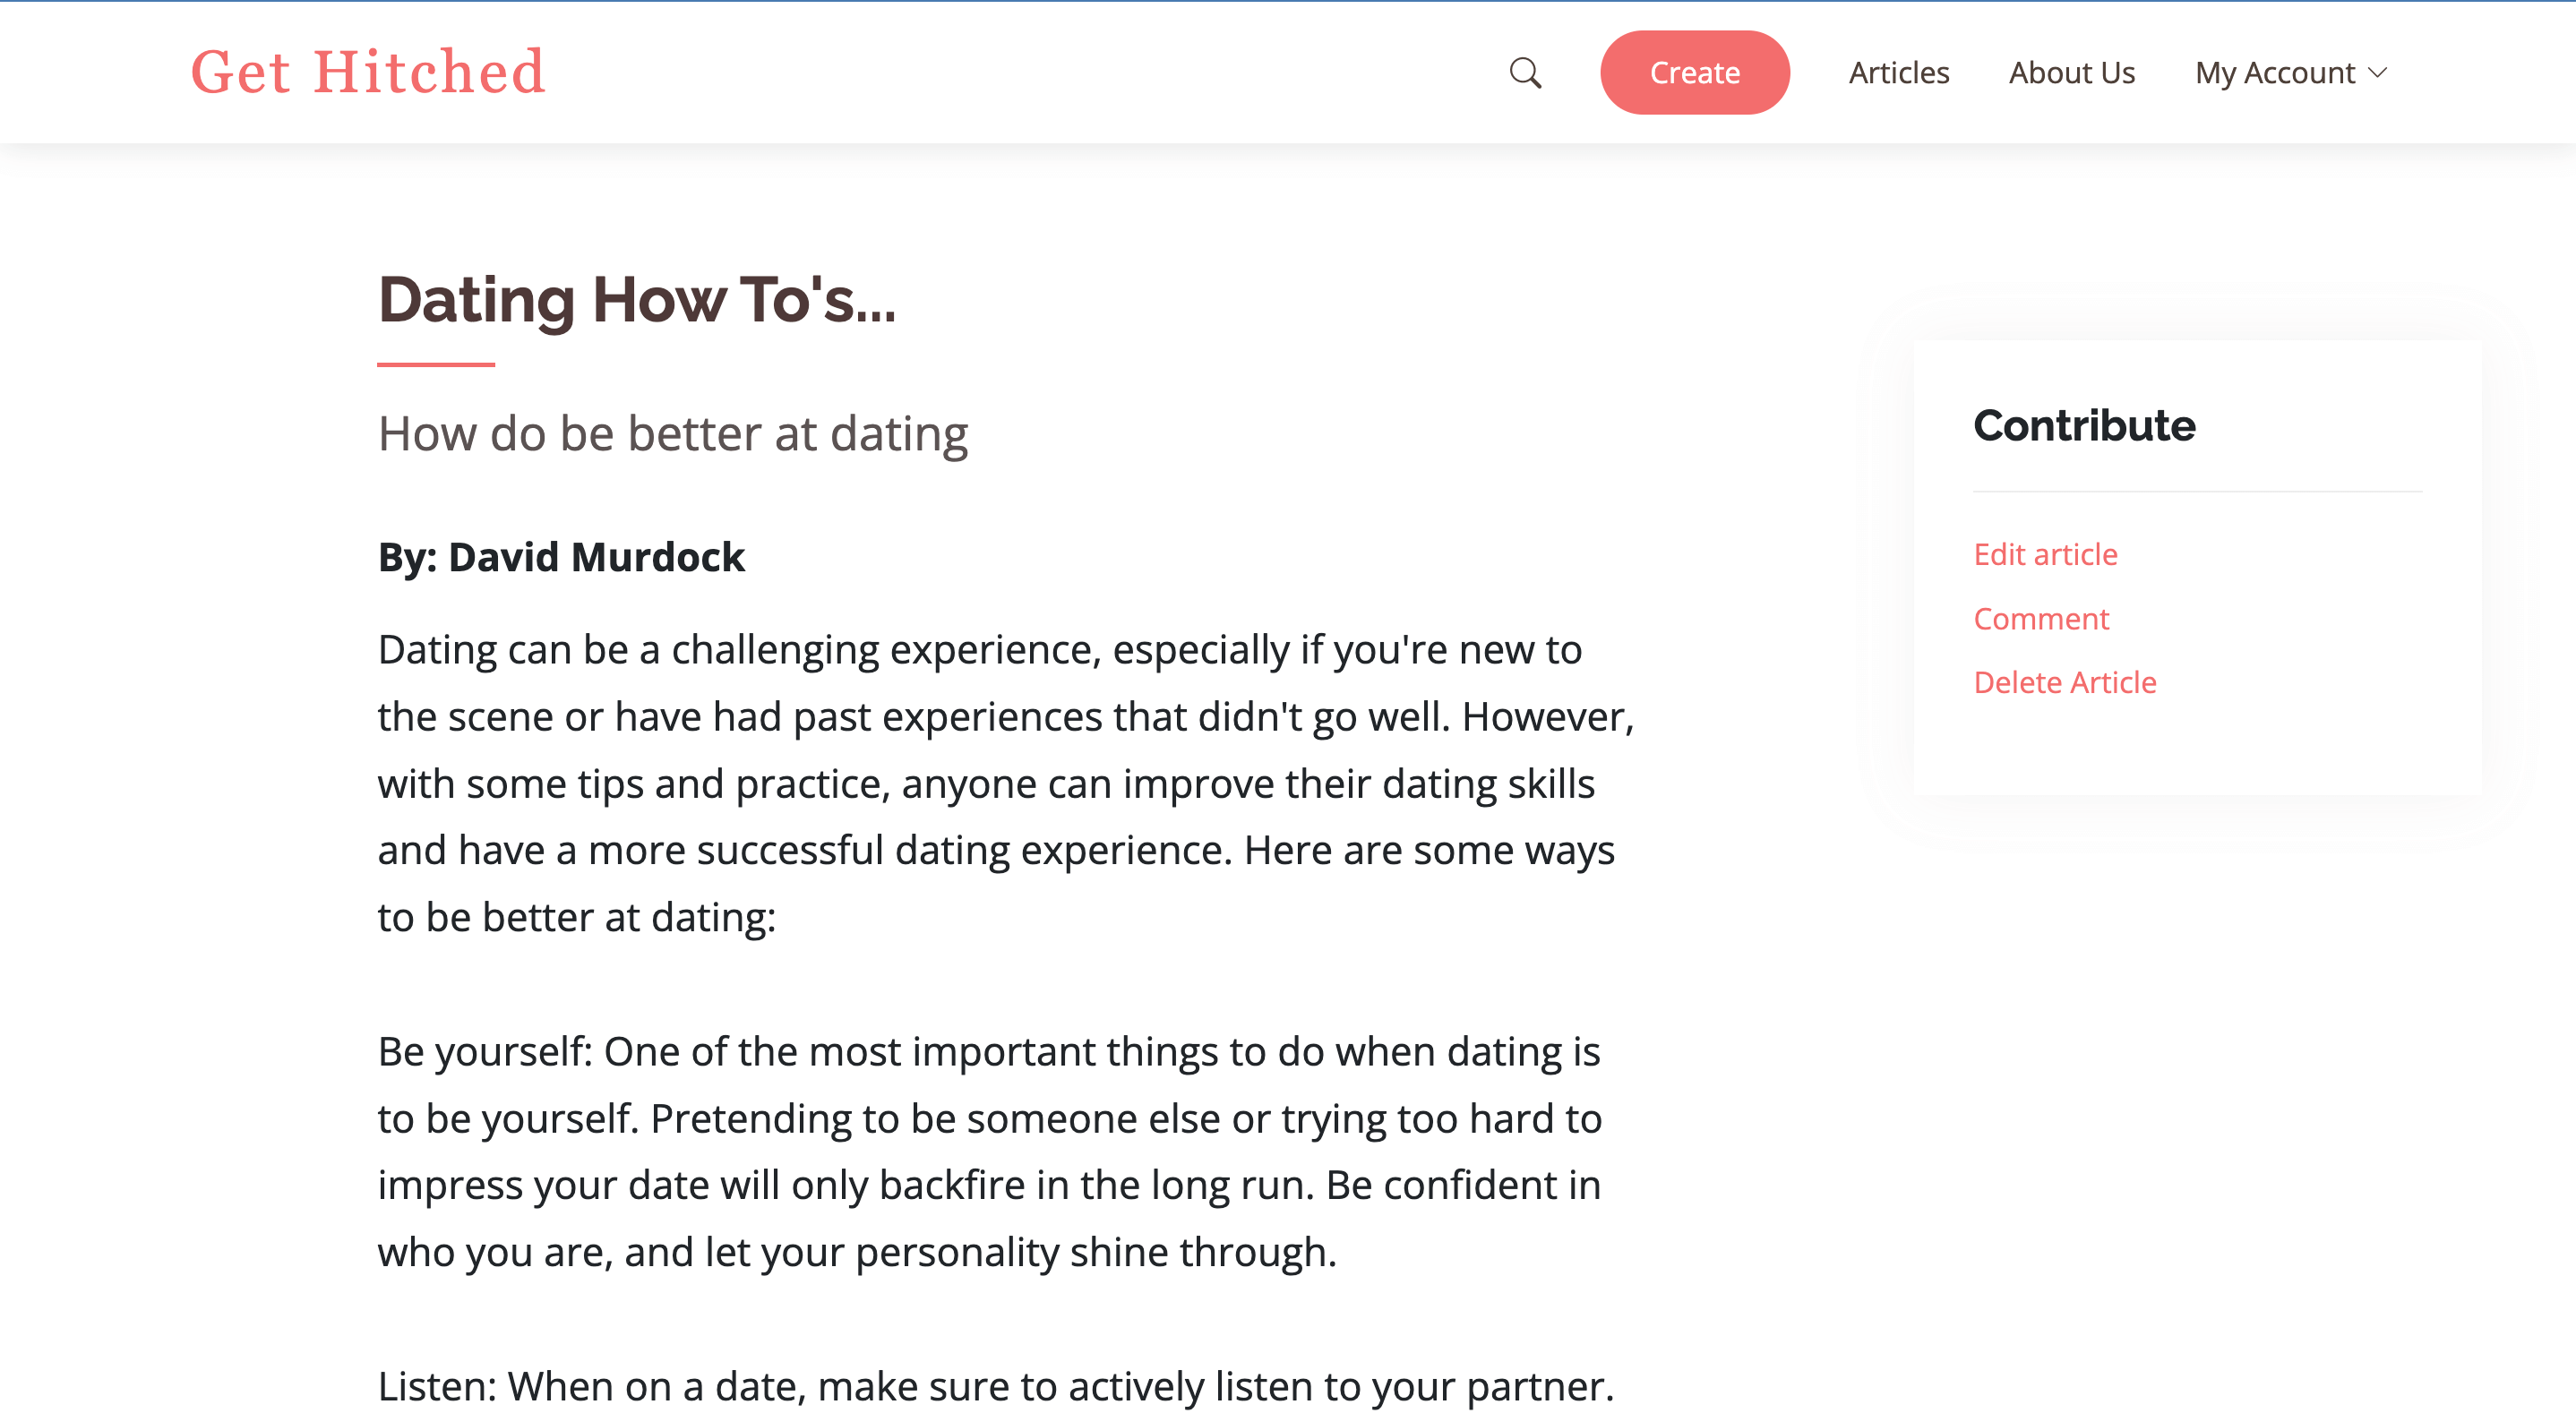 Get Hitched
Create
Articles
About Us
My Account
Dating How To's...
How do be better at dating
By: David Murdock
Dating can be a challenging experience, especially if you're new to
the scene or have had past experiences that didn't go well. However,
with some tips and practice, anyone can improve their dating skills
and have a more successful dating experience. Here are some ways
to be better at dating:
Be yourself: One of the most important things to do when dating is
to be yourself. Pretending to be someone else or trying too hard to
impress your date will only backfire in the long run. Be confident in
who you are, and let your personality shine through.
Listen: When on a date, make sure to actively listen to your partner.
Contribute
Edit article
Comment
Delete Article